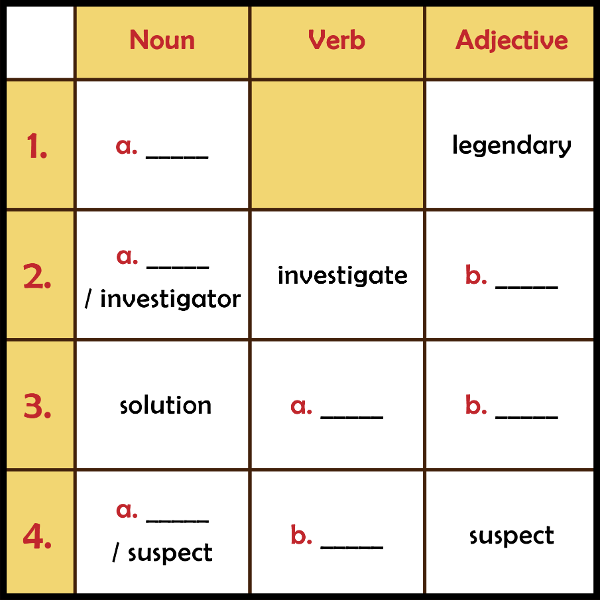 Noun Verb Adjective
1. a. _____ legendary
2. a. _____ / investigator investigate b. _____
3. solution a. _____ b. _____
4. a. _____ / suspect b. _____ suspect